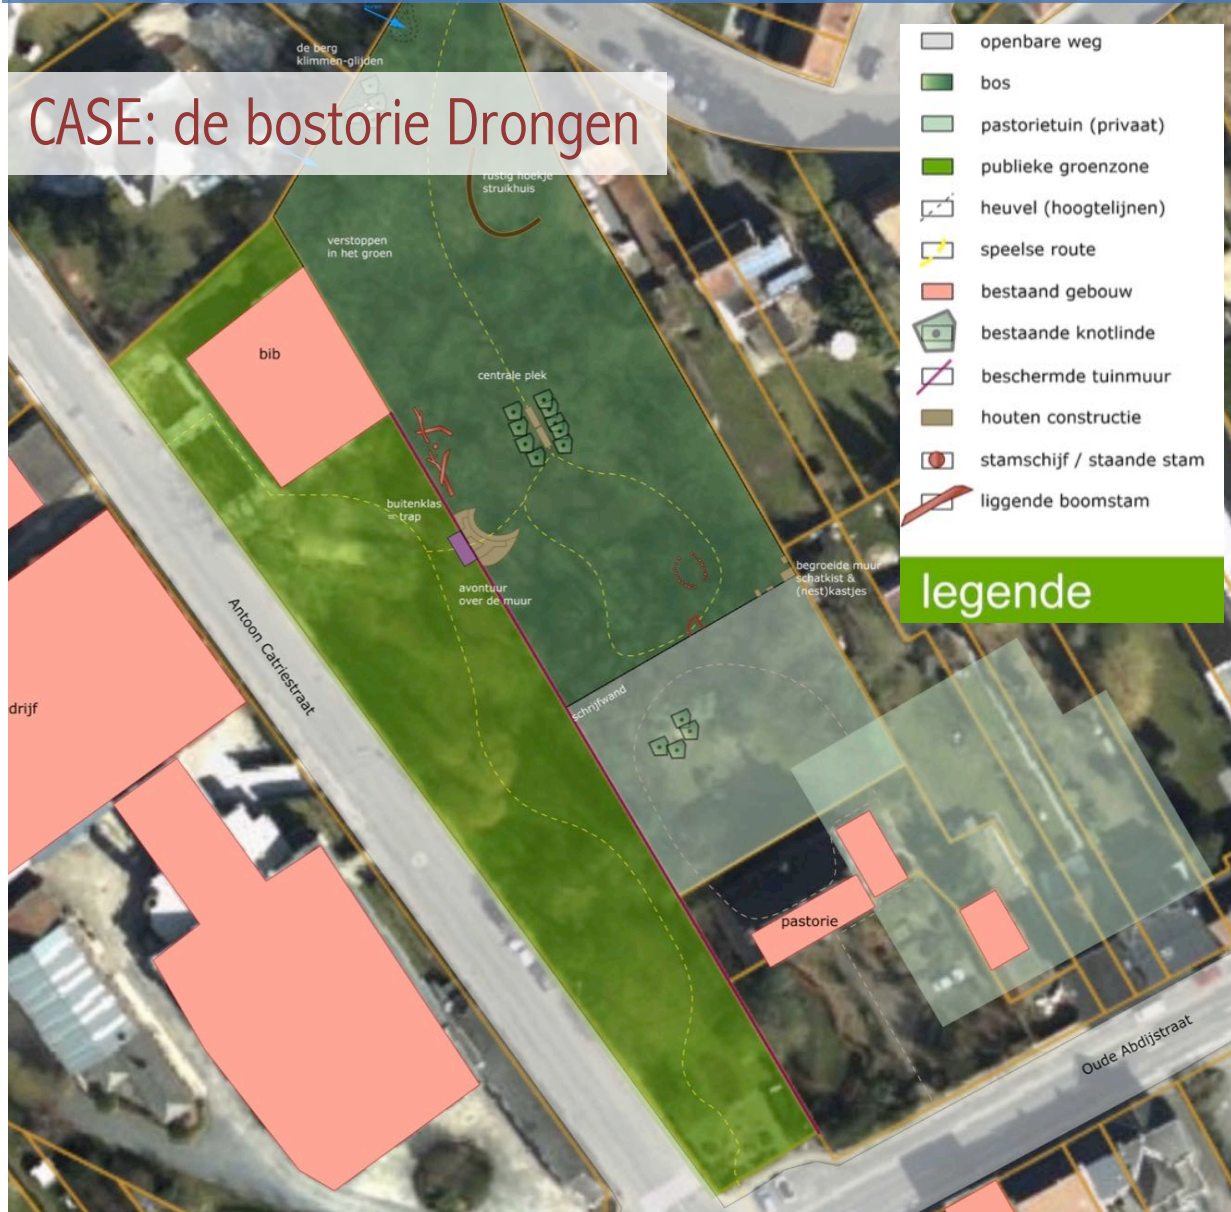 de berg
klimmen-glijden
CASE: de bostorie Drongen
rustig hoekje
struikhuis
verstoppen
in het groen
bib
centrale plek
buitenklas
= trap
avontuur
over de muur
begroeide muur
schatkist &
(nest)kastjes
Antoon Catriestraat
schrijfwand
drijf
pastorie
Oude Abdijstraat
openbare weg
bos
pastorietuin (privaat)
publieke groenzone
heuvel (hoogtelijnen)
speelse route
bestaand gebouw
bestaande knotlinde
beschermde tuinmuur
houten constructie
stamschijf / staande stam
liggende boomstam
legende